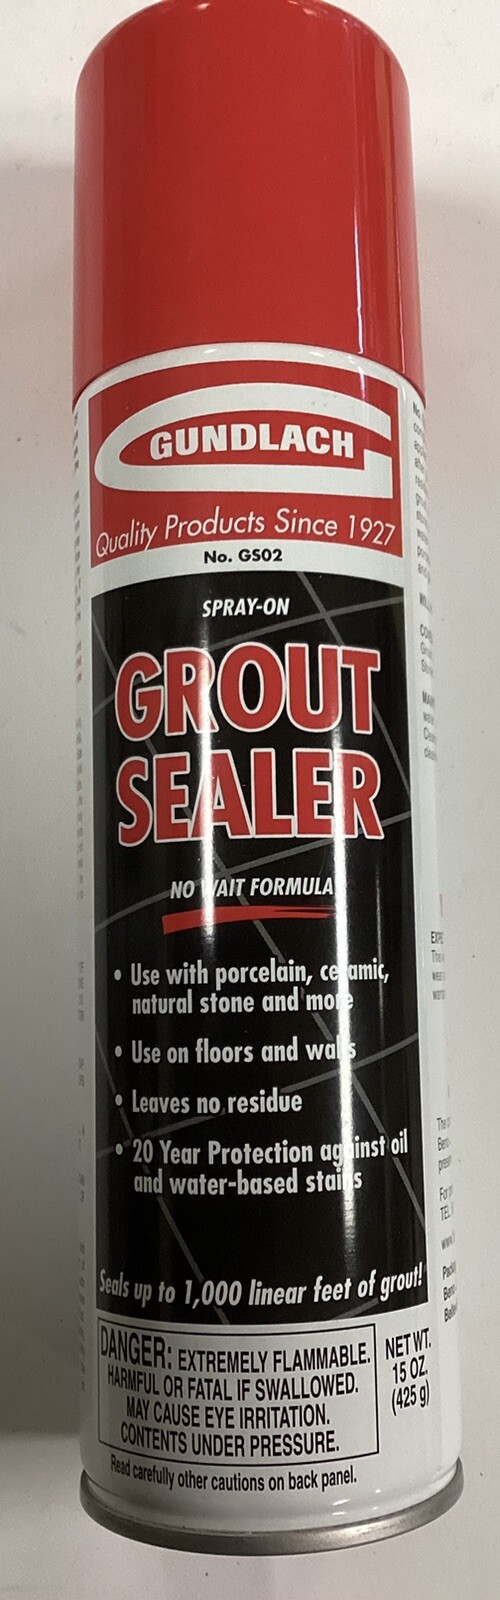 GUNDLACH
Quality Products Since 1927
No. GS02
SPRAY-ON
GROUT
SEALER
NO WAIT FORMULA
• Use with porcelain, ceramic,
natural stone and more
• Use on floors and walls
• Leaves no residue
• 20 Year Protection against oil
and water-based stains
Seals up to 1,000 linear feet of grout!
DANGER: EXTREMELY FLAMMABLE.
HARMFUL OR FATAL IF SWALLOWED.
MAY CAUSE EYE IRRITATION.
CONTENTS UNDER PRESSURE.
NET WT.
15 OZ.
(425 g)
Read carefully other cautions on back panel.